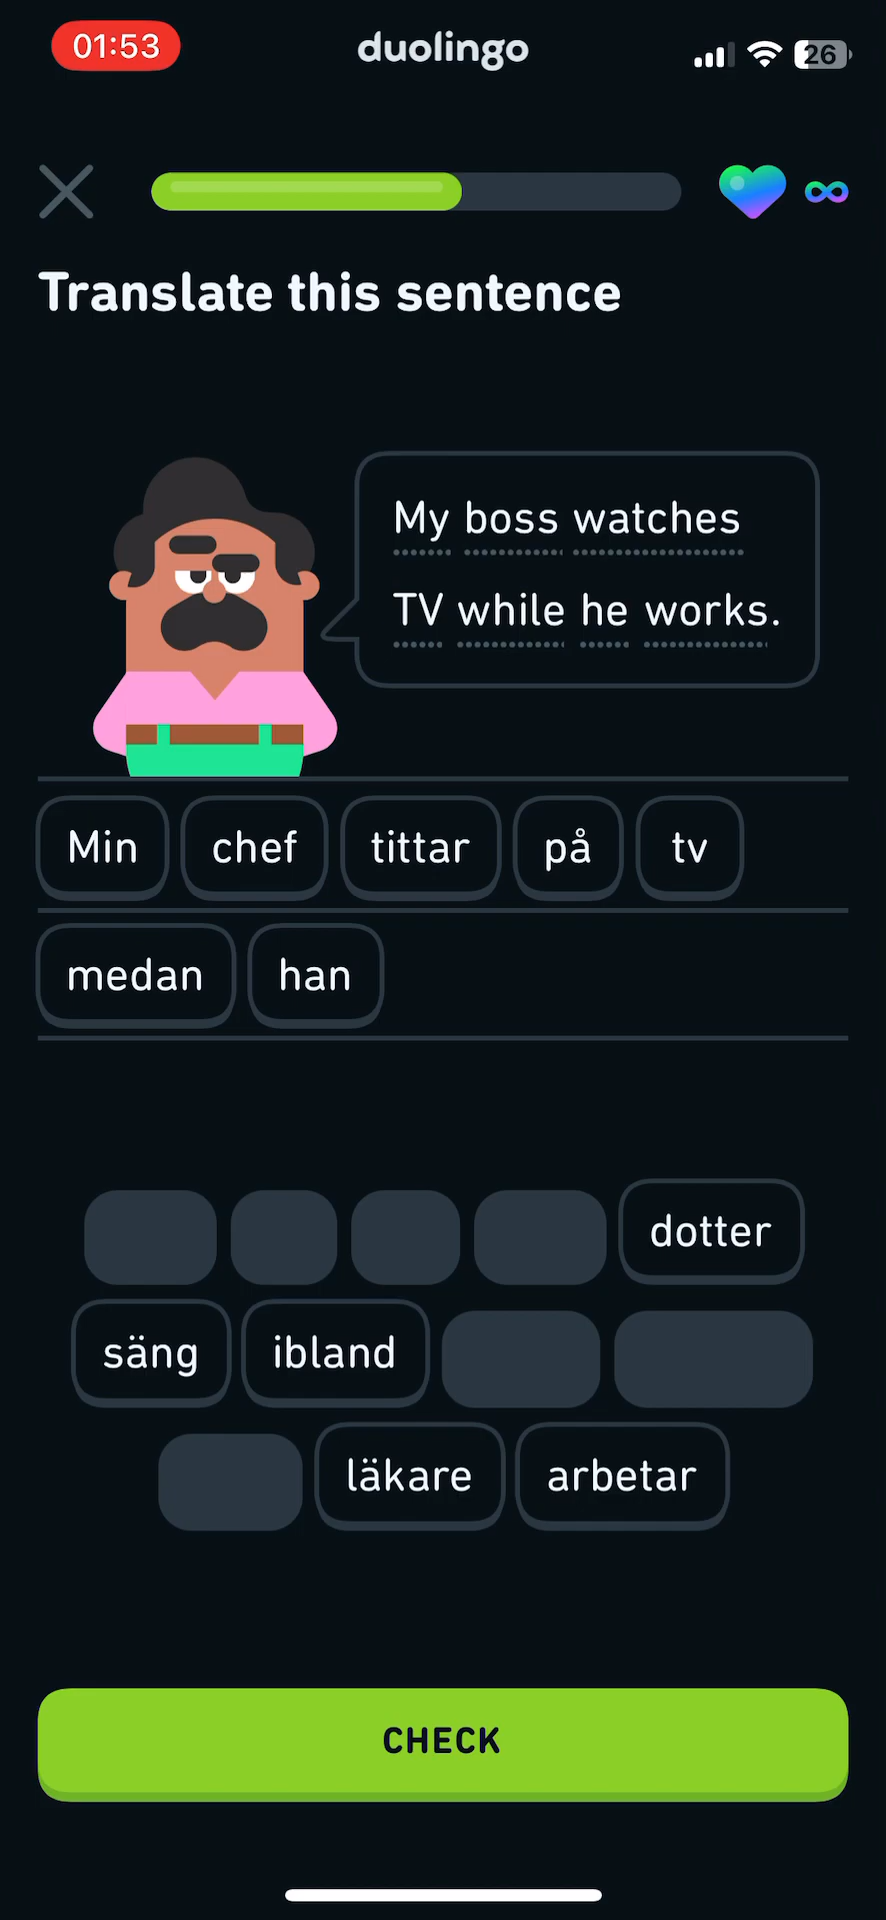 01:53 duolingo 26
Translate this sentence
My boss watches
TV while he works.
Min chef tittar på tv
medan han
dotter
säng ibland
läkare arbetar
CHECK